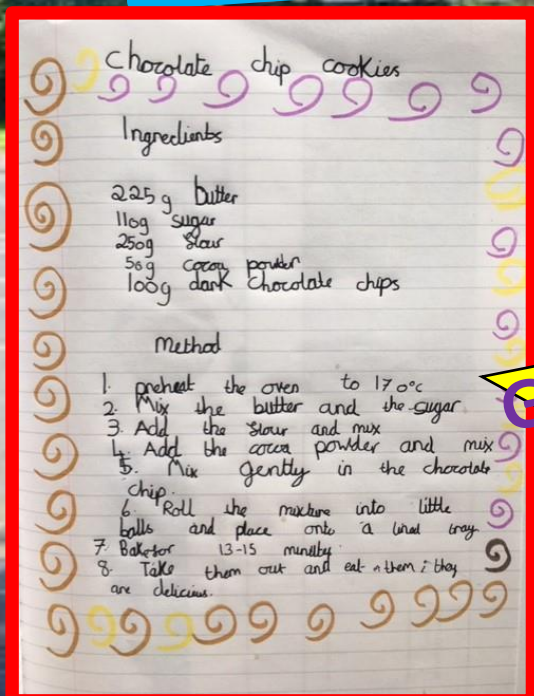 chocolate chip cookies
Ingredients
225g butter
110g sugar
250g flour
50g cocoa powder
100g dark chocolate chips
Method
1. preheat the oven to 170°c
2. Mix the butter and the sugar
3. Add the flour and mix
4. Add the cocoa powder and mix
5. Mix gently in the chocolate
chip.
6. Roll the mixture into little
balls and place onto a lined tray
7. Bake for 13-15
8. Take them out and eat them; they
are delicius.